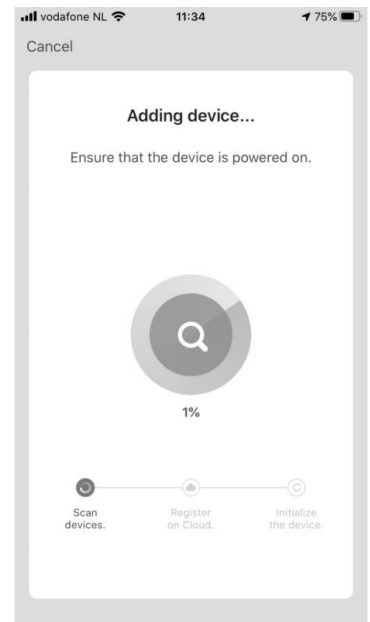 vodafone NL 11:34 75%
Cancel
Adding device...
Ensure that the device is powered on.
1%
Scan Register Initialize
devices. on Cloud. the device.